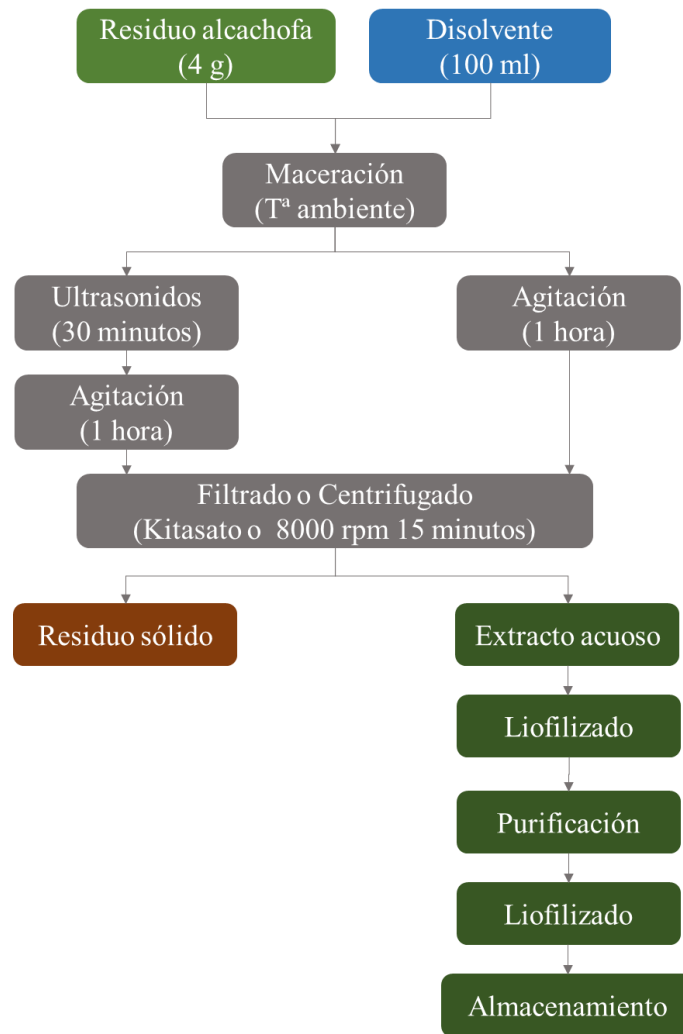 Residuo alcachofa
(4 g)
Disolvente
(100 ml)
Maceración
(Tª ambiente)
Ultrasonidos
(30 minutos)
Agitación
(1 hora)
Agitación
(1 hora)
Filtrado o Centrifugado
(Kitasato o  8000 rpm 15 minutos)
Residuo sólido
Extracto acuoso
Liofilizado
Purificación
Liofilizado
Almacenamiento